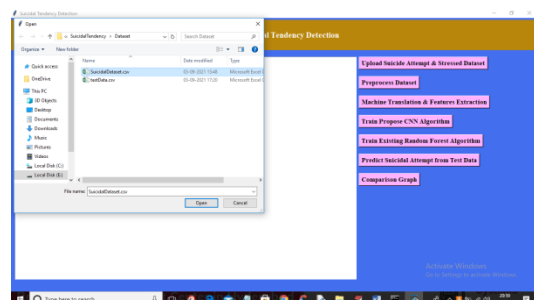 Suicidal Tendency Detection
Open
« SuicidalTendency > Dataset
Search Dataset
Organize
New folder
Name
Date modified
Type
Quick access
OneDrive
This PC
3D Objects
Desktop
Documents
Downloads
Music
Pictures
Videos
Local Disk (C:)
Local Disk (E:)
SuicidalDataset.csv
Microsoft Excel
testData.csv
Microsoft Excel
File name: SuicidalDataset.csv
Open
Cancel
al Tendency Detection
Upload Suicide Attempt & Stressed Dataset
Preprocess Dataset
Machine Translation & Features Extraction
Train Propose CNN Algorithm
Train Existing Random Forest Algorithm
Predict Suicidal Attempt from Test Data
Comparison Graph
Activate Windows
Go to Settings to activate Windows.
Type here to search